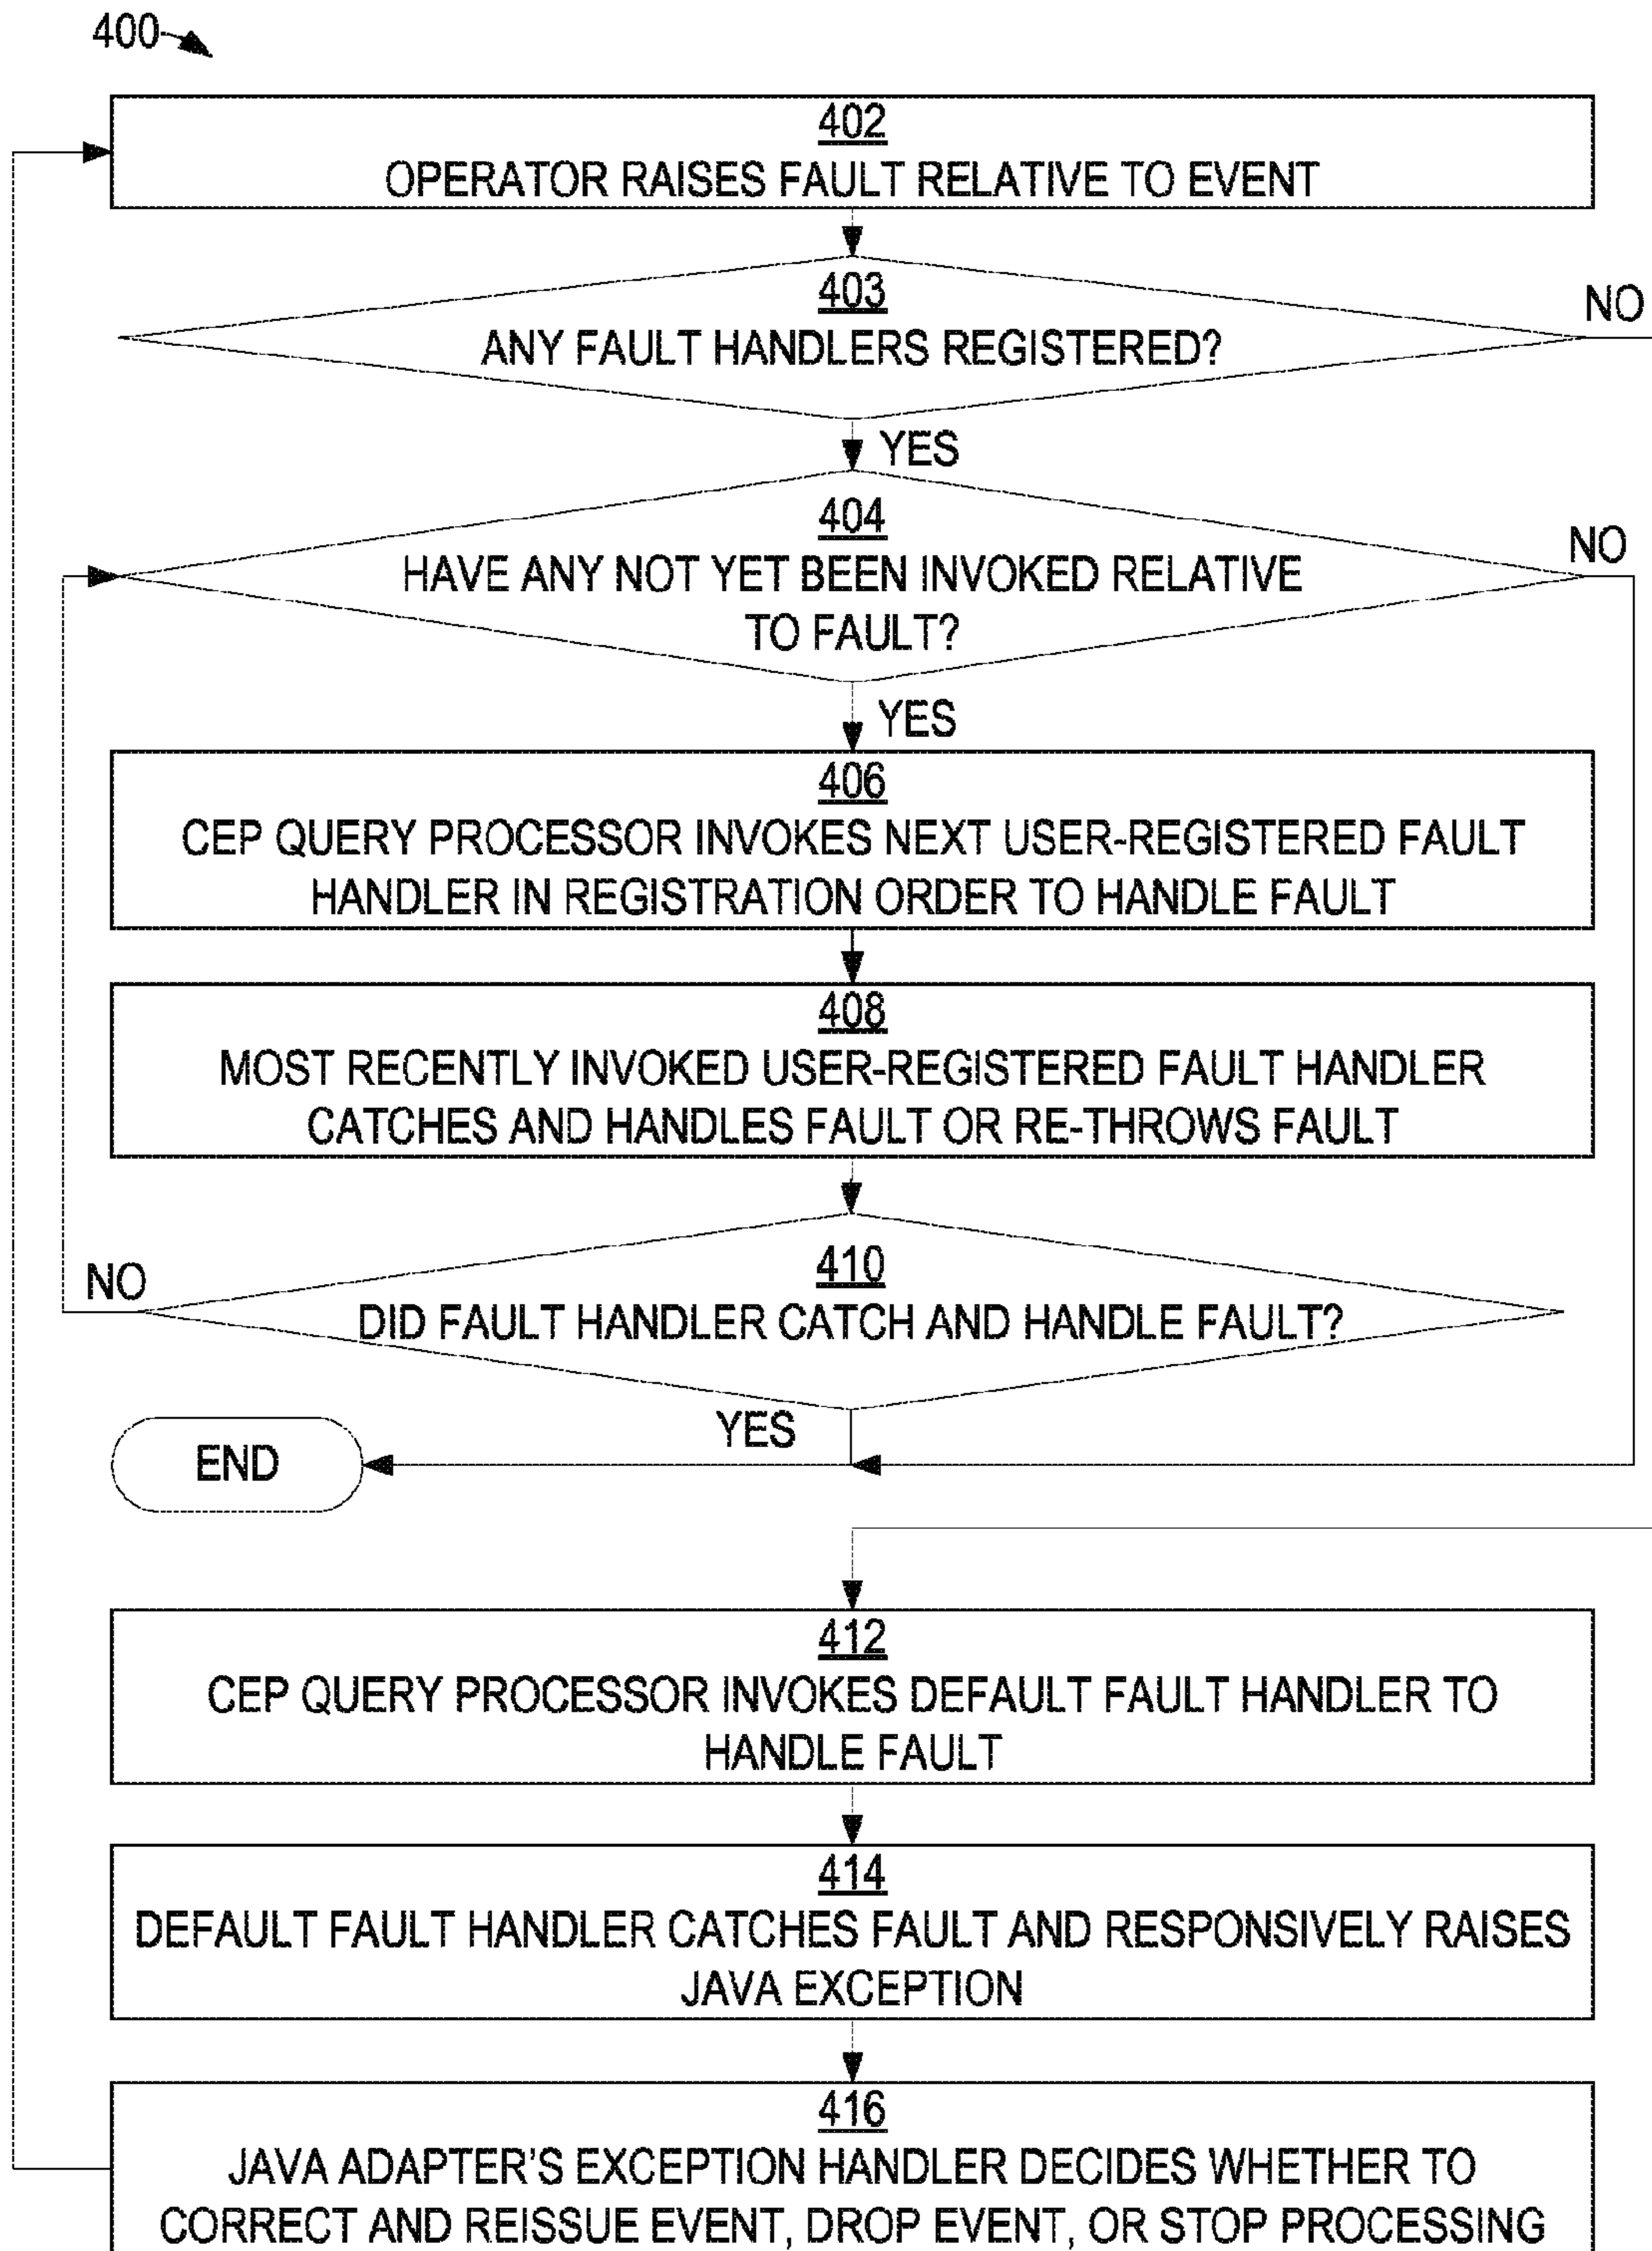 400
402
OPERATOR RAISES FAULT RELATIVE TO EVENT
403
ANY FAULT HANDLERS REGISTERED?
NO
YES
404
HAVE ANY NOT YET BEEN INVOKED RELATIVE
TO FAULT?
NO
YES
406
CEP QUERY PROCESSOR INVOKES NEXT USER-REGISTERED FAULT
HANDLER IN REGISTRATION ORDER TO HANDLE FAULT
408
MOST RECENTLY INVOKED USER-REGISTERED FAULT HANDLER
CATCHES AND HANDLES FAULT OR RE-THROWS FAULT
410
DID FAULT HANDLER CATCH AND HANDLE FAULT?
NO
YES
END
412
CEP QUERY PROCESSOR INVOKES DEFAULT FAULT HANDLER TO
HANDLE FAULT
414
DEFAULT FAULT HANDLER CATCHES FAULT AND RESPONSIVELY RAISES
JAVA EXCEPTION
416
JAVA ADAPTER'S EXCEPTION HANDLER DECIDES WHETHER TO
CORRECT AND REISSUE EVENT, DROP EVENT, OR STOP PROCESSING